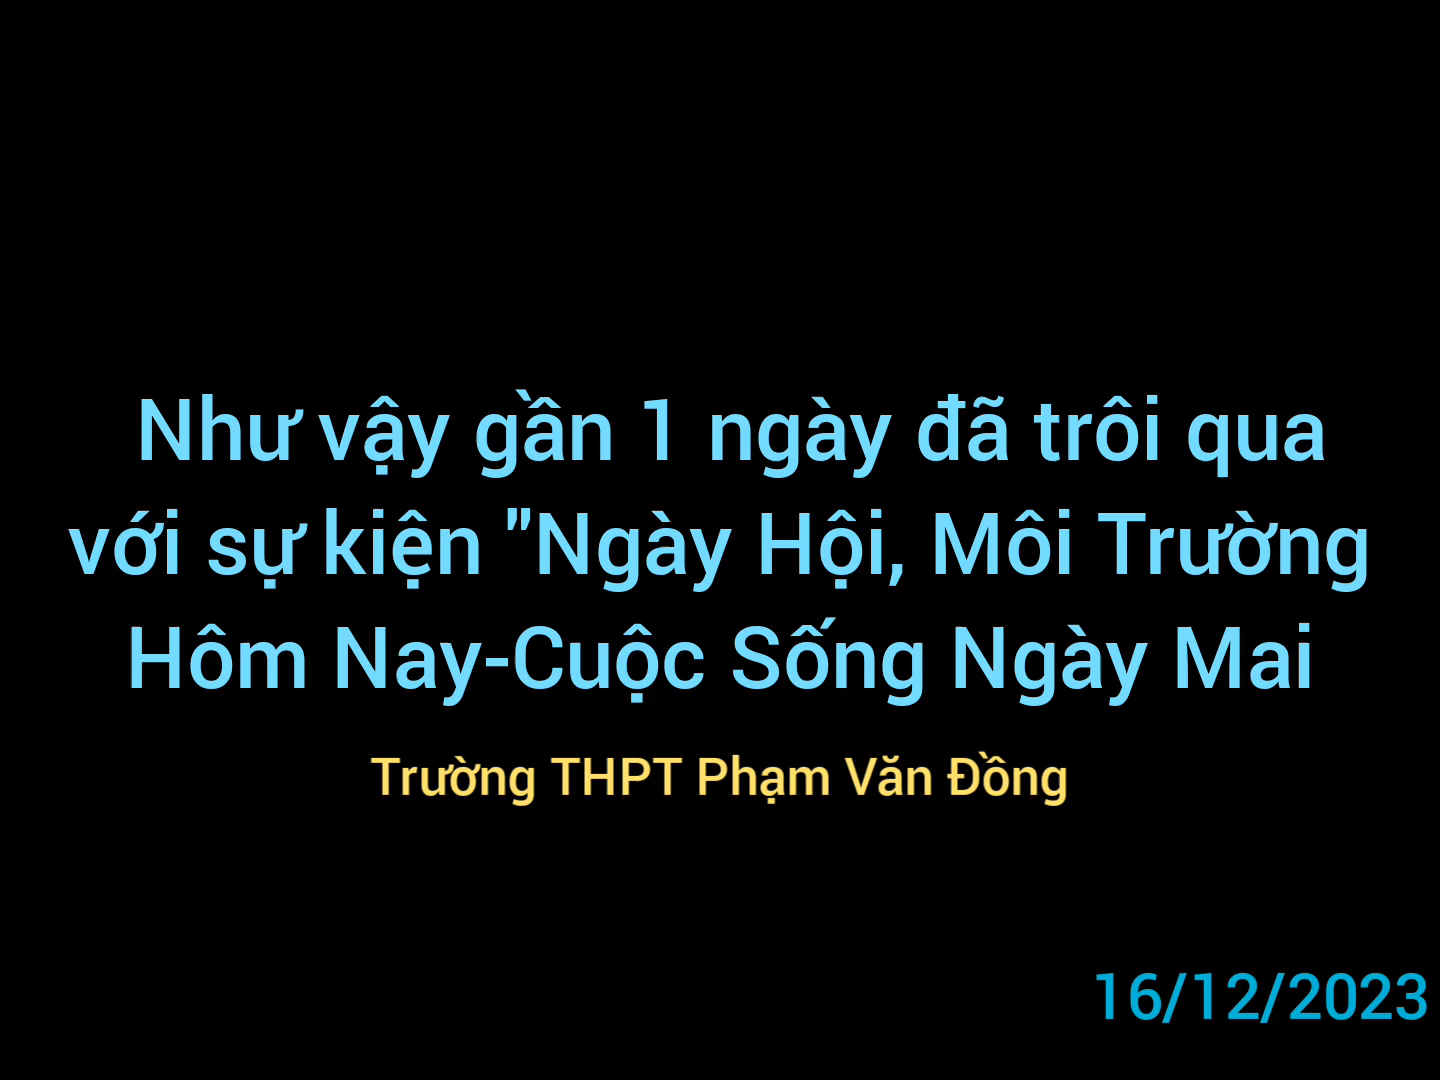 Như vậy gần 1 ngày đã trôi qua
với sự kiện "Ngày Hội, Môi Trường
Hôm Nay-Cuộc Sống Ngày Mai
Trường THPT Phạm Văn Đồng
16/12/2023